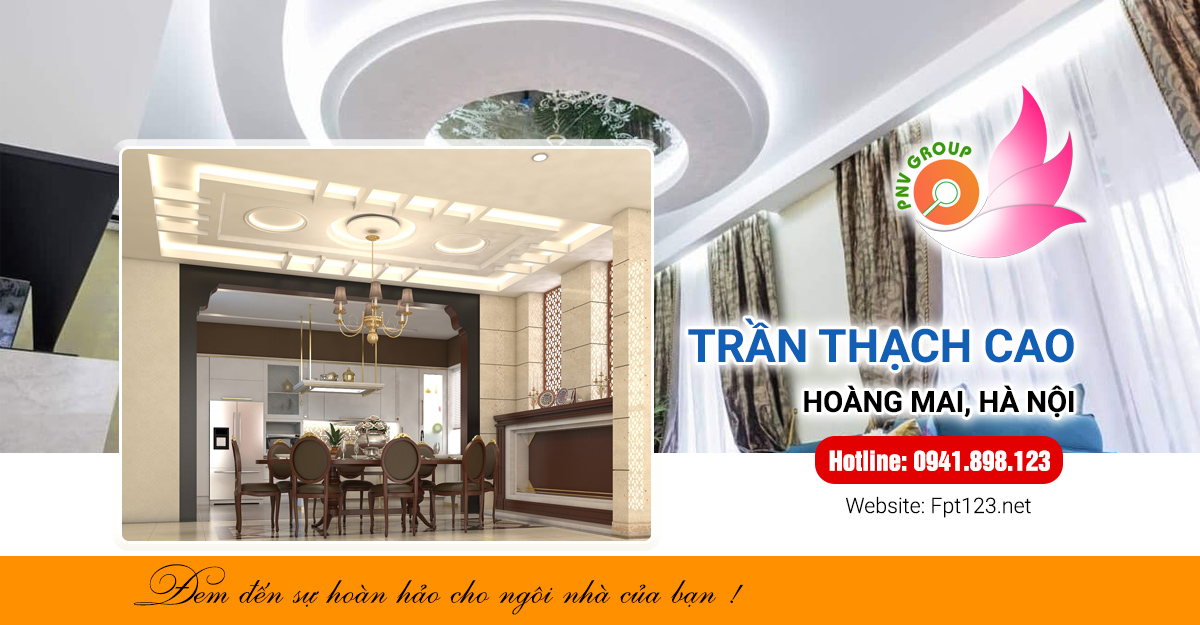 PNV GROUP
TRẦN THẠCH CAO
HOÀNG MAI, HÀ NỘI
Hotline: 0941.898.123
Website: Fpt123.net
Đem đến sự hoàn hảo cho ngôi nhà của bạn !